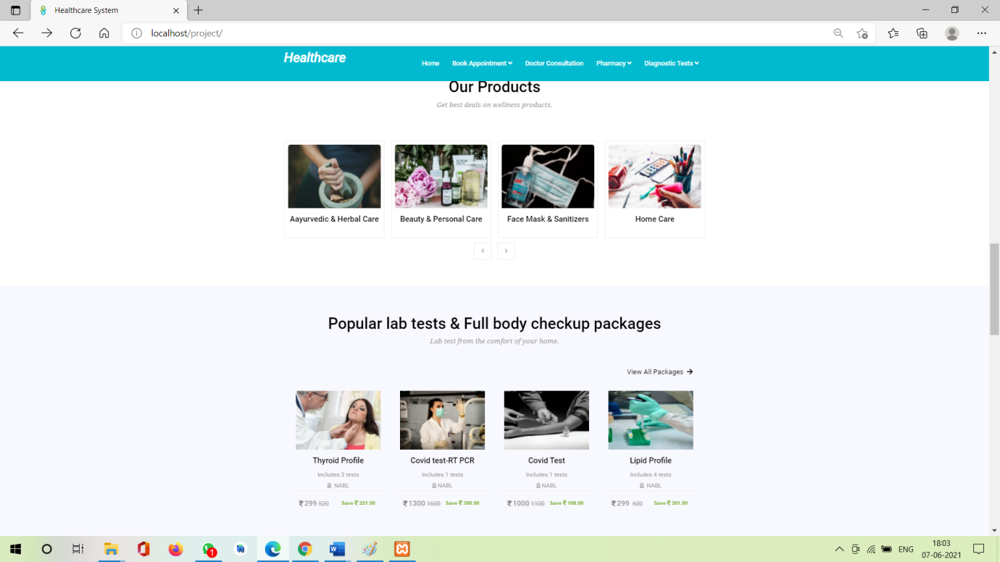 Healthcare System
localhost/project/
Healthcare
Home Book Appointment Doctor Consultation Pharmacy Diagnostic Tests
Our Products
Get best deals on wellness products.
Aayurvedic & Herbal Care
Beauty & Personal Care
Face Mask & Sanitizers
Home Care
Popular lab tests & Full body checkup packages
Lab test from the comfort of your home.
View All Packages
Thyroid Profile
Includes 3 tests
NABL
₹ 299 520 Save ₹ 221.00
Covid test-RT PCR
Includes 1 tests
NABL
₹ 1300 1600 Save ₹ 300.00
Covid Test
Includes 1 tests
NABL
₹ 1000 1100 Save ₹ 100.00
Lipid Profile
Includes 4 tests
NABL
₹ 299 600 Save ₹ 301.00
1
ENG
18:03
07-06-2021